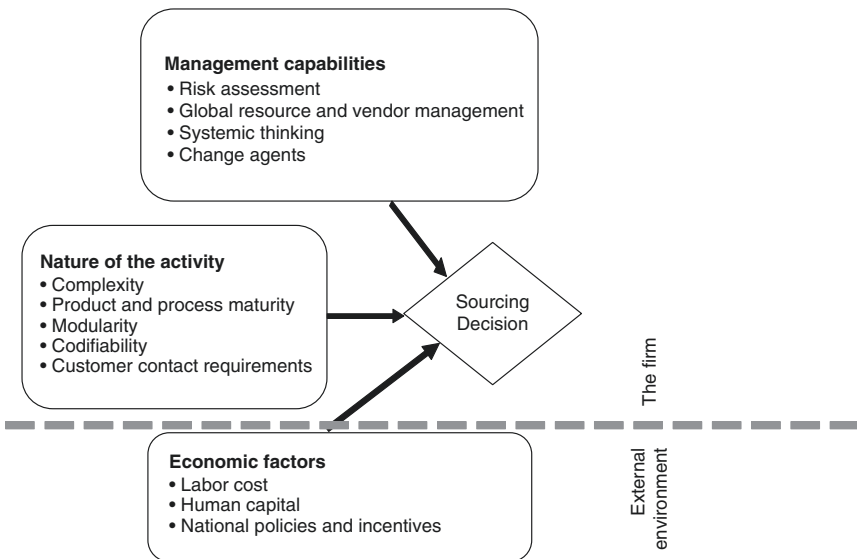 Management capabilities
• Risk assessment
• Global resource and vendor management
• Systemic thinking
• Change agents
Nature of the activity
• Complexity
• Product and process maturity
• Modularity
• Codifiability
• Customer contact requirements
Sourcing
Decision
The firm
Economic factors
• Labor cost
• Human capital
• National policies and incentives
External
environment